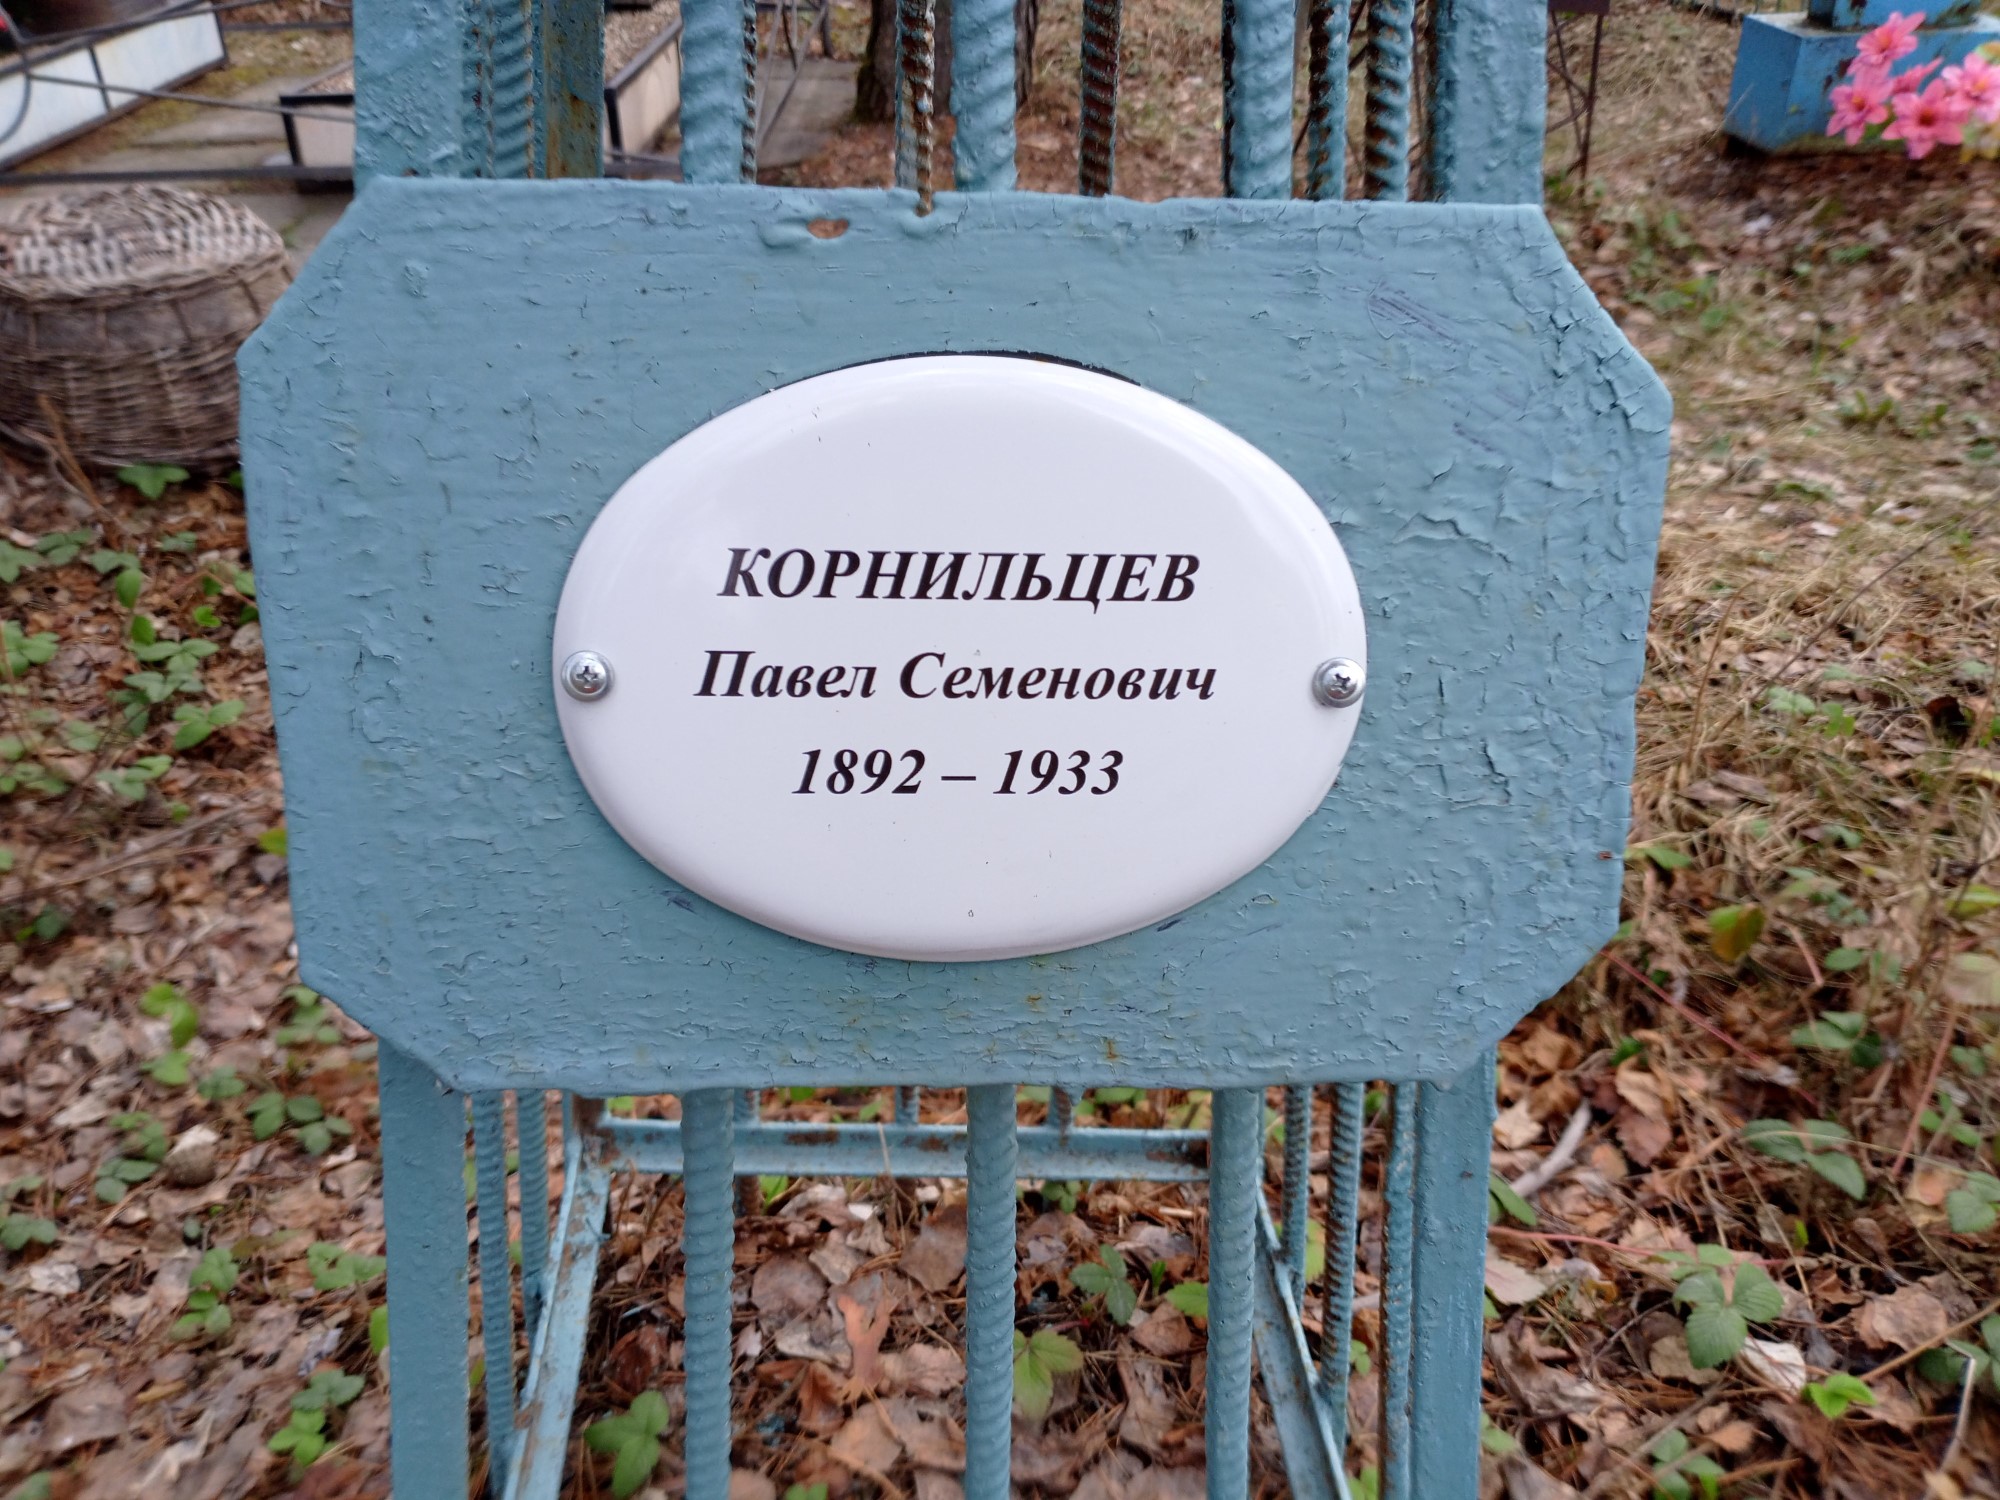 КОРНИЛЬЦЕВ
Павел Семенович
1892 – 1933